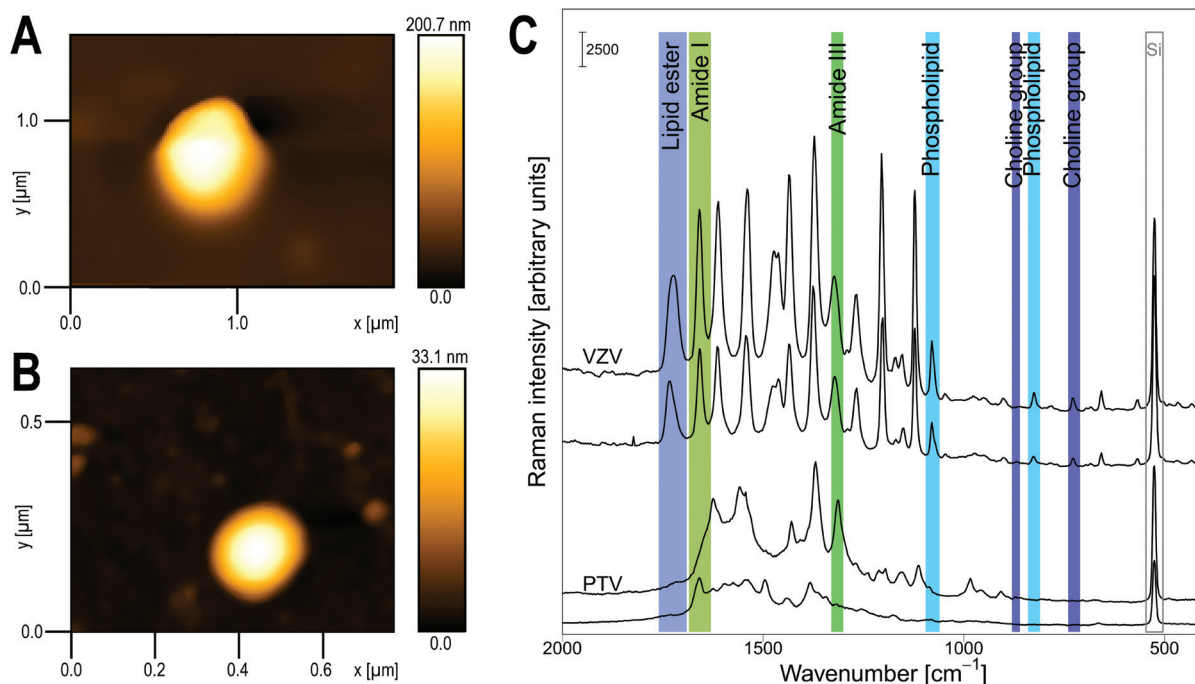 A
200.7 nm
y [µm]
1.0
0.0
0.0
1.0
x [µm]
0.0
B
33.1 nm
y [µm]
0.5
0.0
0.0
0.2
0.4
0.6
x [µm]
0.0
C
2500
Lipid ester
Amide I
Amide III
Phospholipid
Choline group
Phospholipid
Choline group
Si
Raman intensity [arbitrary units]
VZV
PTV
2000
1500
1000
500
Wavenumber [cm⁻¹]